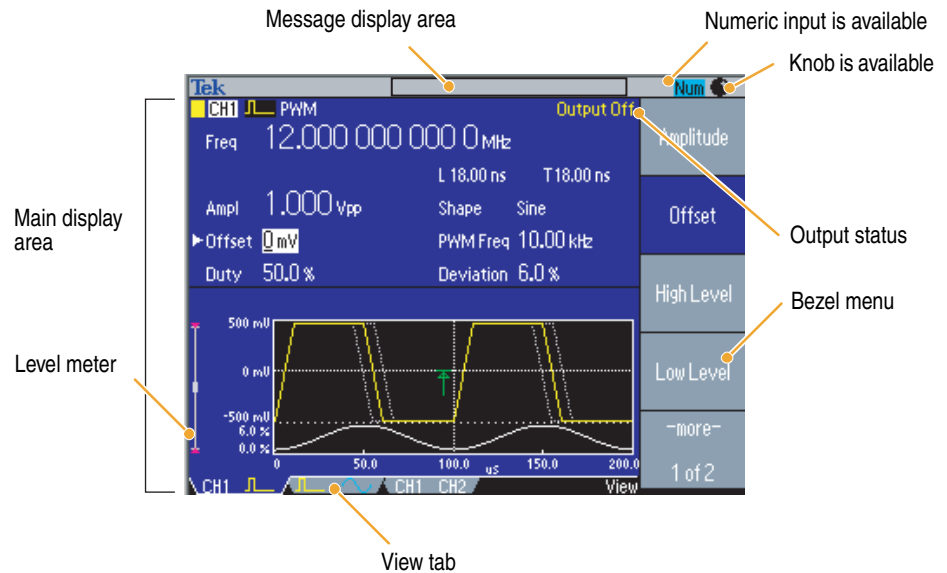 Message display area
Numeric input is available
Knob is available
Tek
Num
CH1 PWM
Output Off
Amplitude
Freq 12.000 000 000 0 MHz
L 18.00 ns T 18.00 ns
Main display area
Ampl 1.000 Vpp
Shape Sine
Offset
Output status
Offset 0 mV
PWM Freq 10.00 kHz
Duty 50.0 %
Deviation 6.0 %
High Level
Bezel menu
500 mV
Level meter
0 mV
Low Level
-500 mV
6.0 %
0.0 %
-more-
0 50.0 100.0 us 150.0 200.0
1 of 2
CH1
CH1 CH2
View
View tab